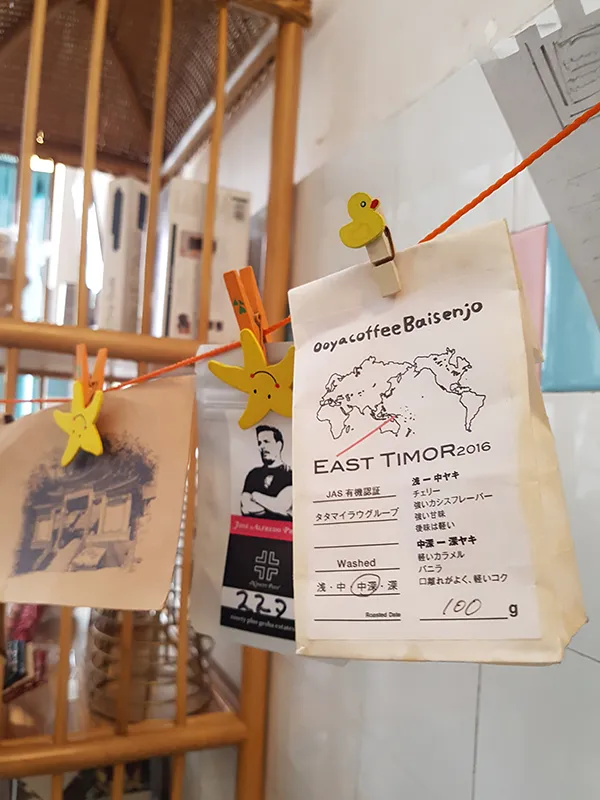 ooyacoffeeBaisenjo
EAST TIMOR2016
JAS 有機認証
タタマイラウグループ
Washed
浅・中・中深・深
Roasted Date
浅ー中ヤキ
チェリー
強いカシスフレーバー
強い甘味
後味は軽い
中深ー深ヤキ
軽いカラメル
バニラ
口離れがよく、軽いコク
100 g
ninety plus gesha estates